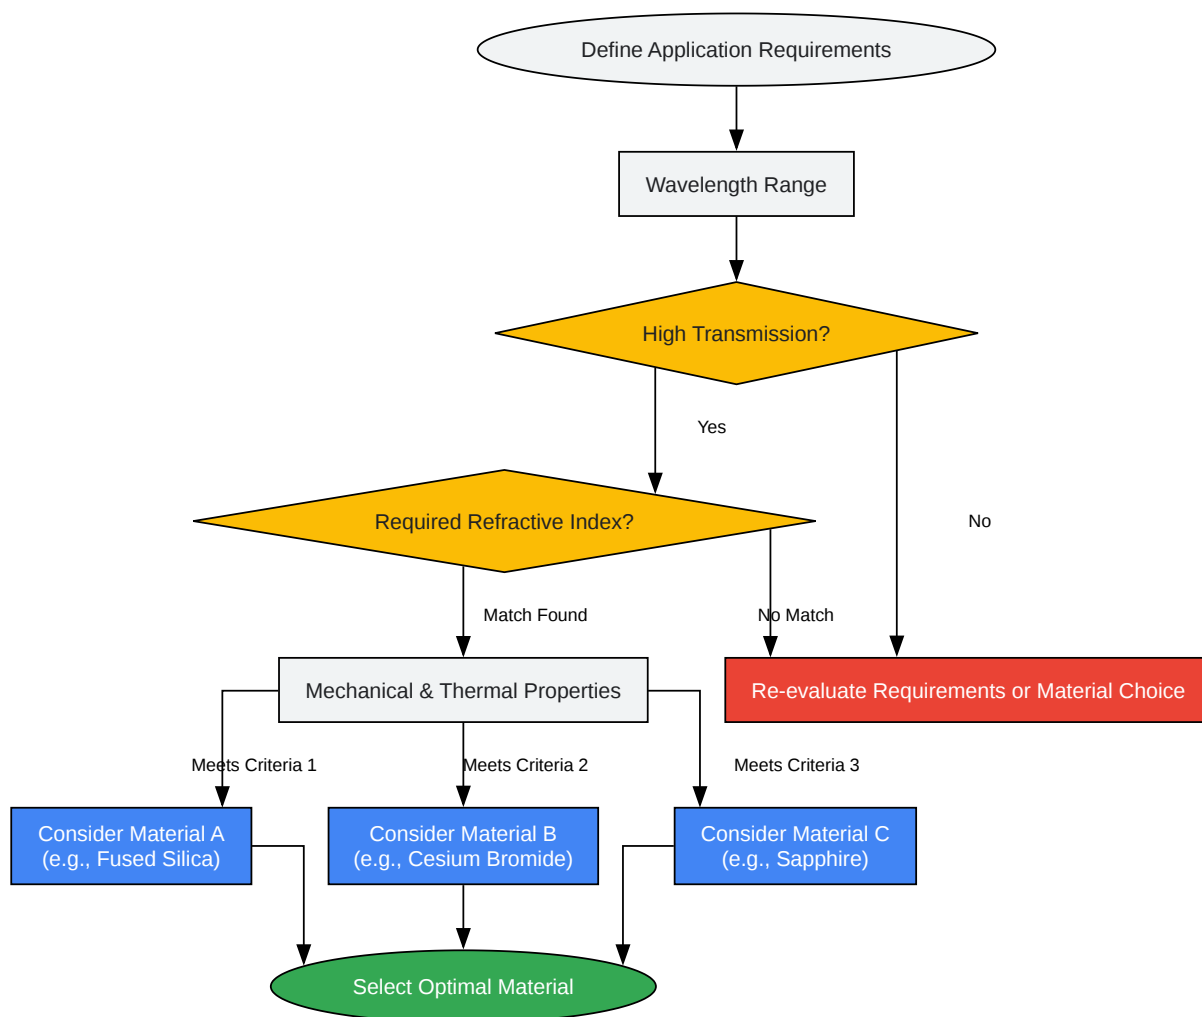 Define Application Requirements
Wavelength Range
High Transmission?
Yes
Required Refractive Index?
No
Match Found
No Match
Mechanical & Thermal Properties
Re-evaluate Requirements or Material Choice
Meets Criteria 1
Meets Criteria 2
Meets Criteria 3
Consider Material A
(e.g., Fused Silica)
Consider Material B
(e.g., Cesium Bromide)
Consider Material C
(e.g., Sapphire)
Select Optimal Material